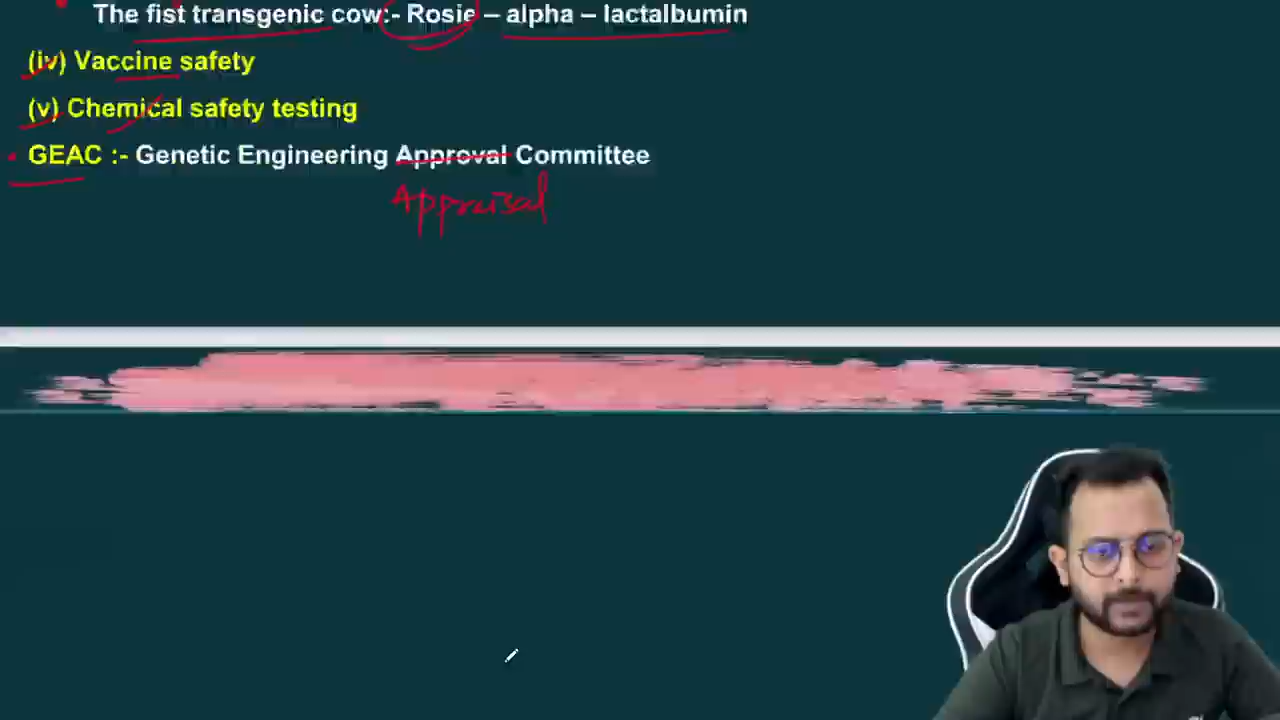 The fist transgenic cow:- Rosie – alpha – lactalbumin
(iv) Vaccine safety
(v) Chemical safety testing
GEAC :- Genetic Engineering Approval Committee
Appraisal